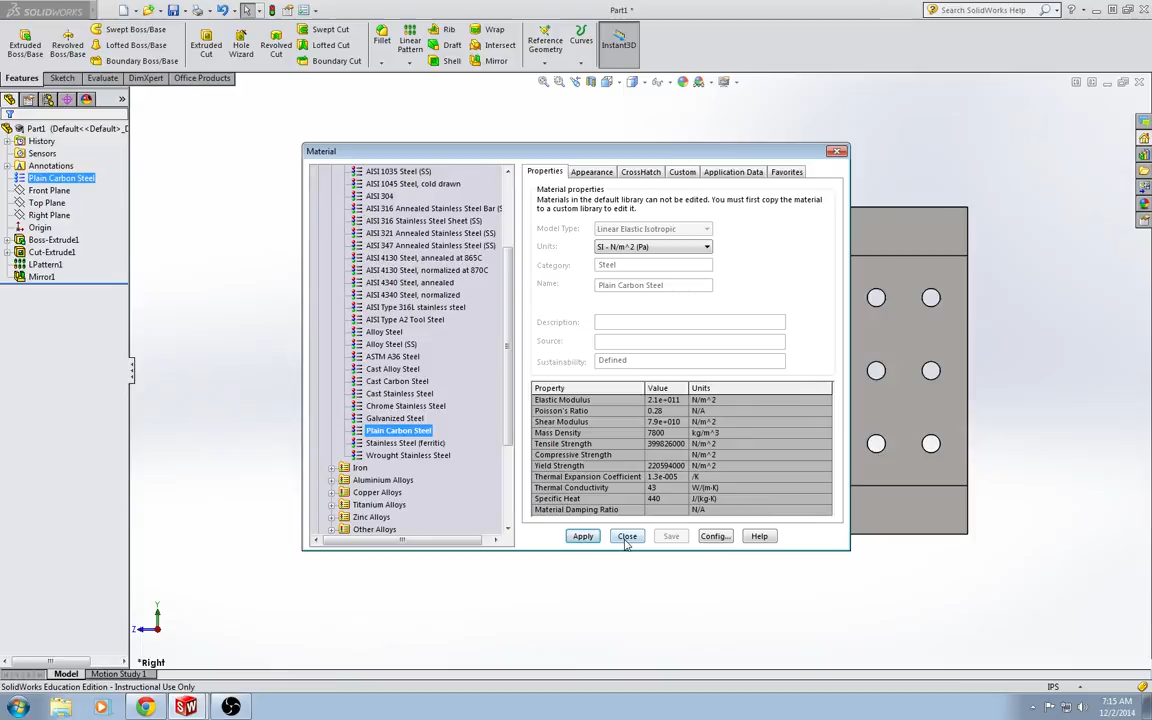 SOLIDWORKS
Part1 *
Search SolidWorks Help
Extruded Boss/Base
Revolved Boss/Base
Swept Boss/Base
Lofted Boss/Base
Boundary Boss/Base
Extruded Cut
Hole Wizard
Revolved Cut
Swept Cut
Lofted Cut
Boundary Cut
Fillet
Linear Pattern
Rib
Draft
Shell
Wrap
Intersect
Mirror
Reference Geometry
Curves
Instant3D
Features
Sketch
Evaluate
DimXpert
Office Products
Part1 (Default<<Default>_D
History
Sensors
Annotations
Plain Carbon Steel
Front Plane
Top Plane
Right Plane
Origin
Boss-Extrude1
Cut-Extrude1
LPattern1
Mirror1
Material
AISI 1035 Steel (SS)
AISI 1045 Steel, cold drawn
AISI 304
AISI 316 Annealed Stainless Steel Bar (S
AISI 316 Stainless Steel Sheet (SS)
AISI 321 Annealed Stainless Steel (SS)
AISI 347 Annealed Stainless Steel (SS)
AISI 4130 Steel, annealed at 865C
AISI 4130 Steel, normalized at 870C
AISI 4340 Steel, annealed
AISI 4340 Steel, normalized
AISI Type 316L stainless steel
AISI Type A2 Tool Steel
Alloy Steel
Alloy Steel (SS)
ASTM A36 Steel
Cast Alloy Steel
Cast Carbon Steel
Cast Stainless Steel
Chrome Stainless Steel
Galvanized Steel
Plain Carbon Steel
Stainless Steel (ferritic)
Wrought Stainless Steel
Iron
Aluminium Alloys
Copper Alloys
Titanium Alloys
Zinc Alloys
Other Alloys
Properties
Appearance
CrossHatch
Custom
Application Data
Favorites
Material properties
Materials in the default library can not be edited. You must first copy the material
to a custom library to edit it.
Model Type: Linear Elastic Isotropic
Units: SI - N/m^2 (Pa)
Category: Steel
Name: Plain Carbon Steel
Description:
Source:
Sustainability: Defined
Property Value Units
Elastic Modulus 2.1e+011 N/m^2
Poisson's Ratio 0.28 N/A
Shear Modulus 7.9e+010 N/m^2
Mass Density 7800 kg/m^3
Tensile Strength 399826000 N/m^2
Compressive Strength N/m^2
Yield Strength 220594000 N/m^2
Thermal Expansion Coefficient 1.3e-005 /K
Thermal Conductivity 43 W/(m·K)
Specific Heat 440 J/(kg·K)
Material Damping Ratio N/A
Apply
Close
Save
Config...
Help
Y
Z
*Right
Model
Motion Study 1
SolidWorks Education Edition - Instructional Use Only
IPS
7:15 AM
12/2/2014